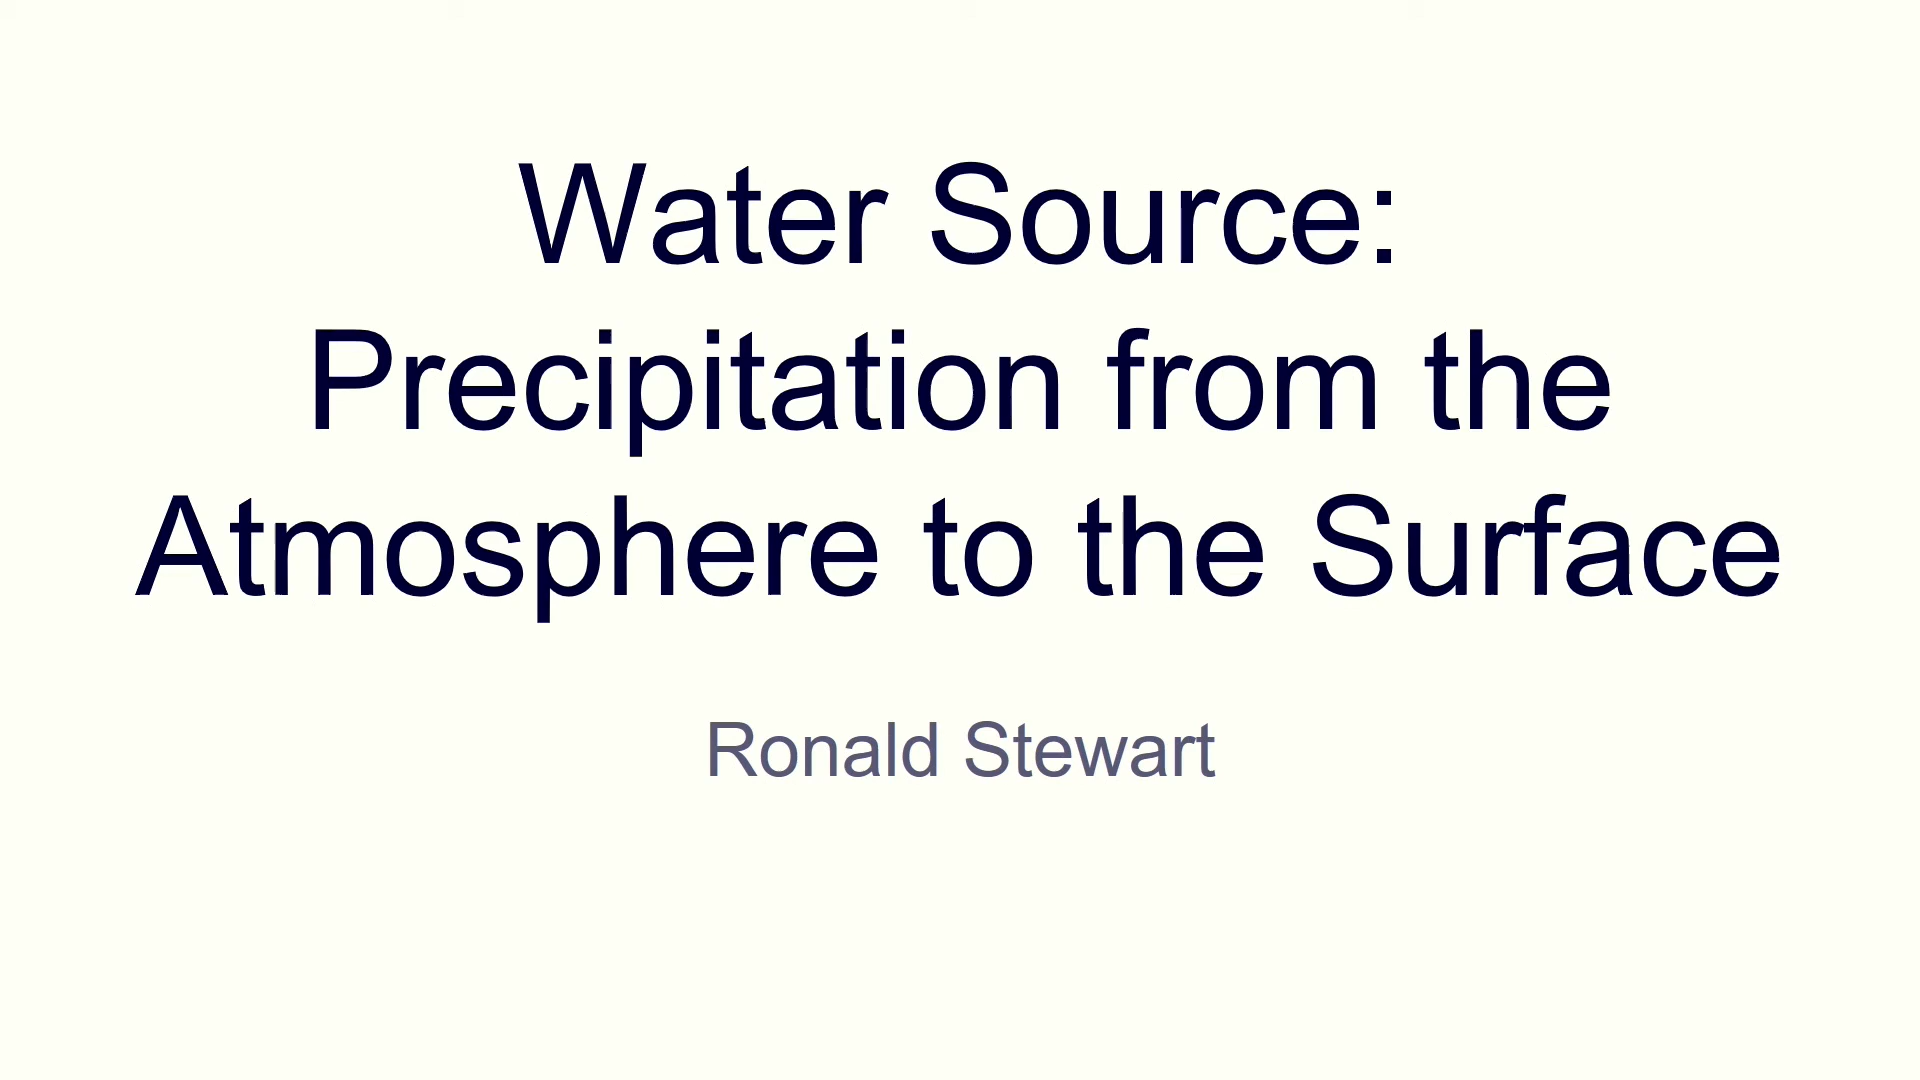 Water Source:
Precipitation from the
Atmosphere to the Surface
Ronald Stewart